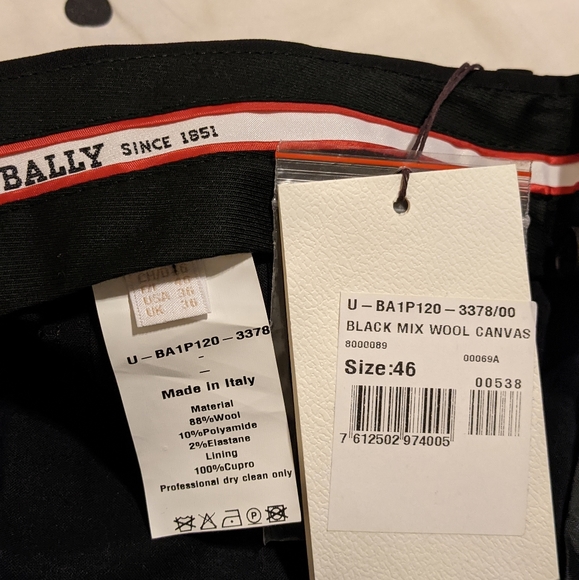 BALLY SINCE 1851
USA 36
UK 36
U-BA1P120-3378
-
-
Made in Italy
Material
88%Wool
10%Polyamide
2%Elastane
Lining
100%Cupro
Professional dry clean only
P
U-BA1P120-3378/00
BLACK MIX WOOL CANVAS
8000089 00069A
Size:46
00538
7 612502 974005